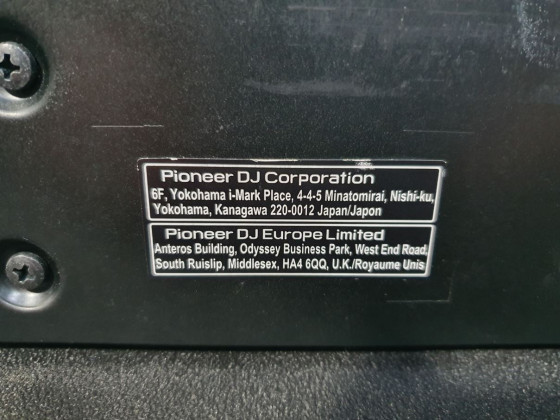 Pioneer DJ Corporation
6F, Yokohama i-Mark Place, 4-4-5 Minatomirai, Nishi-ku,
Yokohama, Kanagawa 220-0012 Japan/Japon
Pioneer DJ Europe Limited
Anteros Building, Odyssey Business Park, West End Road,
South Ruislip, Middlesex, HA4 6QQ, U.K./Royaume Unis